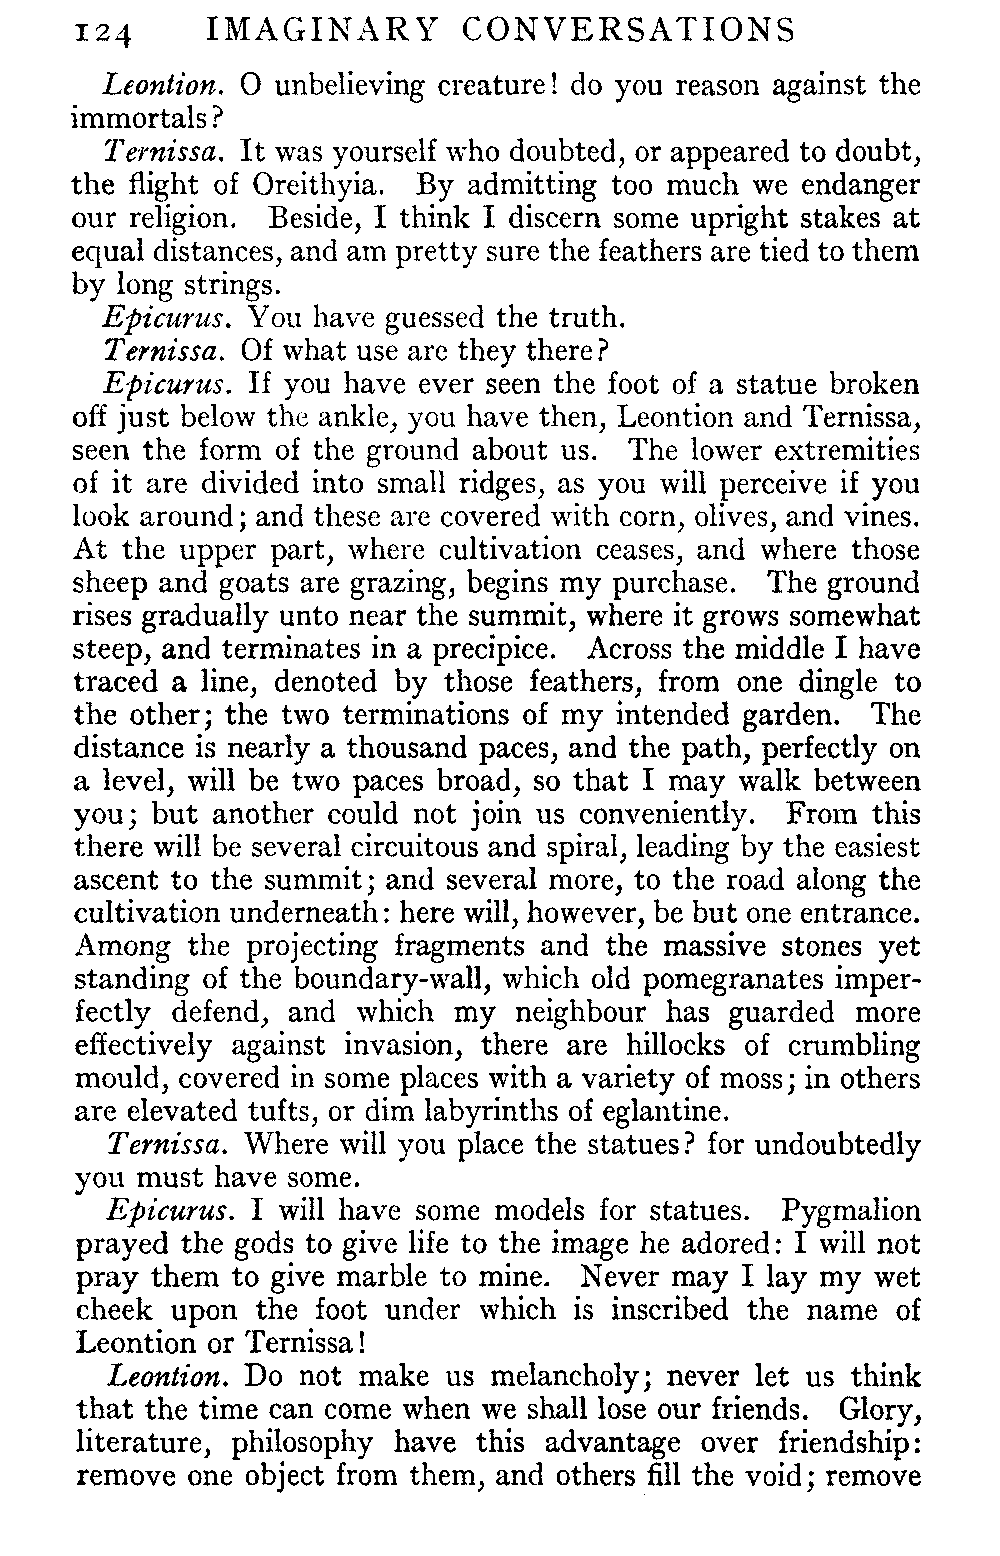 124 IMAGINARY CONVERSATIONS
Leontion. O unbelieving creature! do you reason against the
immortals?
Ternissa. It was yourself who doubted, or appeared to doubt,
the flight of Oreithyia. By admitting too much we endanger
our religion. Beside, I think I discern some upright stakes at
equal distances, and am pretty sure the feathers are tied to them
by long strings.
Epicurus. You have guessed the truth.
Ternissa. Of what use are they there?
Epicurus. If you have ever seen the foot of a statue broken
off just below the ankle, you have then, Leontion and Ternissa,
seen the form of the ground about us. The lower extremities
of it are divided into small ridges, as you will perceive if you
look around; and these are covered with corn, olives, and vines.
At the upper part, where cultivation ceases, and where those
sheep and goats are grazing, begins my purchase. The ground
rises gradually unto near the summit, where it grows somewhat
steep, and terminates in a precipice. Across the middle I have
traced a line, denoted by those feathers, from one dingle to
the other; the two terminations of my intended garden. The
distance is nearly a thousand paces, and the path, perfectly on
a level, will be two paces broad, so that I may walk between
you; but another could not join us conveniently. From this
there will be several circuitous and spiral, leading by the easiest
ascent to the summit; and several more, to the road along the
cultivation underneath: here will, however, be but one entrance.
Among the projecting fragments and the massive stones yet
standing of the boundary-wall, which old pomegranates imper-
fectly defend, and which my neighbour has guarded more
effectively against invasion, there are hillocks of crumbling
mould, covered in some places with a variety of moss; in others
are elevated tufts, or dim labyrinths of eglantine.
Ternissa. Where will you place the statues? for undoubtedly
you must have some.
Epicurus. I will have some models for statues. Pygmalion
prayed the gods to give life to the image he adored: I will not
pray them to give marble to mine. Never may I lay my wet
cheek upon the foot under which is inscribed the name of
Leontion or Ternissa!
Leontion. Do not make us melancholy; never let us think
that the time can come when we shall lose our friends. Glory,
literature, philosophy have this advantage over friendship:
remove one object from them, and others fill the void; remove